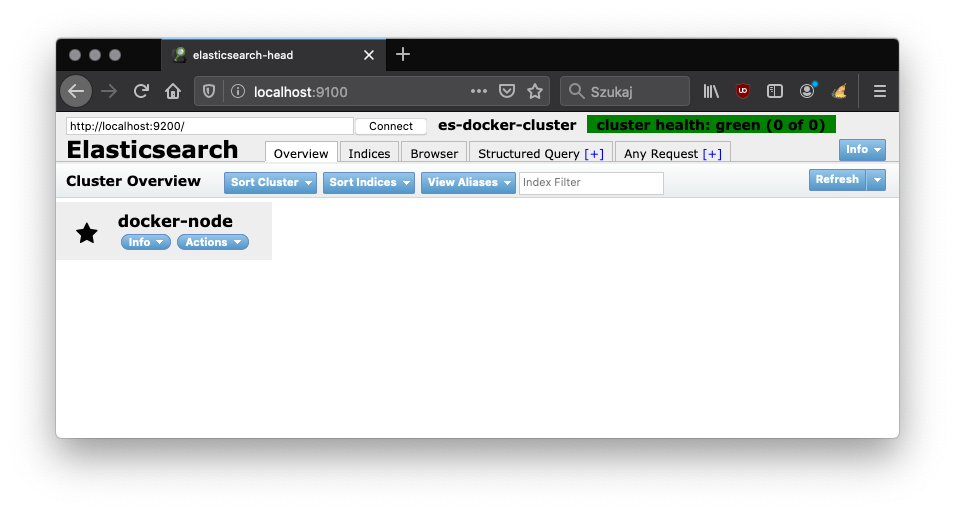 elasticsearch-head
localhost:9100
Szukaj
http://localhost:9200/ Connect es-docker-cluster cluster health: green (0 of 0)
Elasticsearch Overview Indices Browser Structured Query [+] Any Request [+] Info
Cluster Overview Sort Cluster Sort Indices View Aliases Index Filter Refresh
docker-node
Info Actions